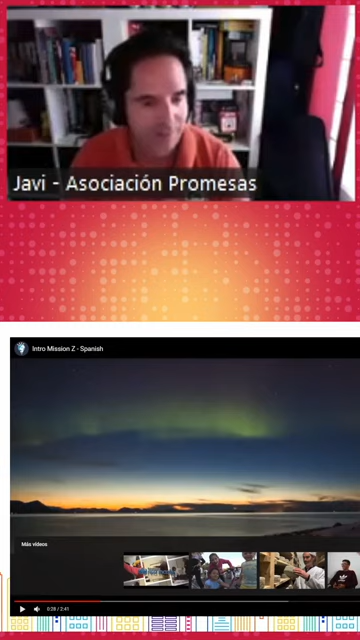 Javi - Asociación Promesas
Intro Mission Z - Spanish
Más vídeos
0:28 / 2:41